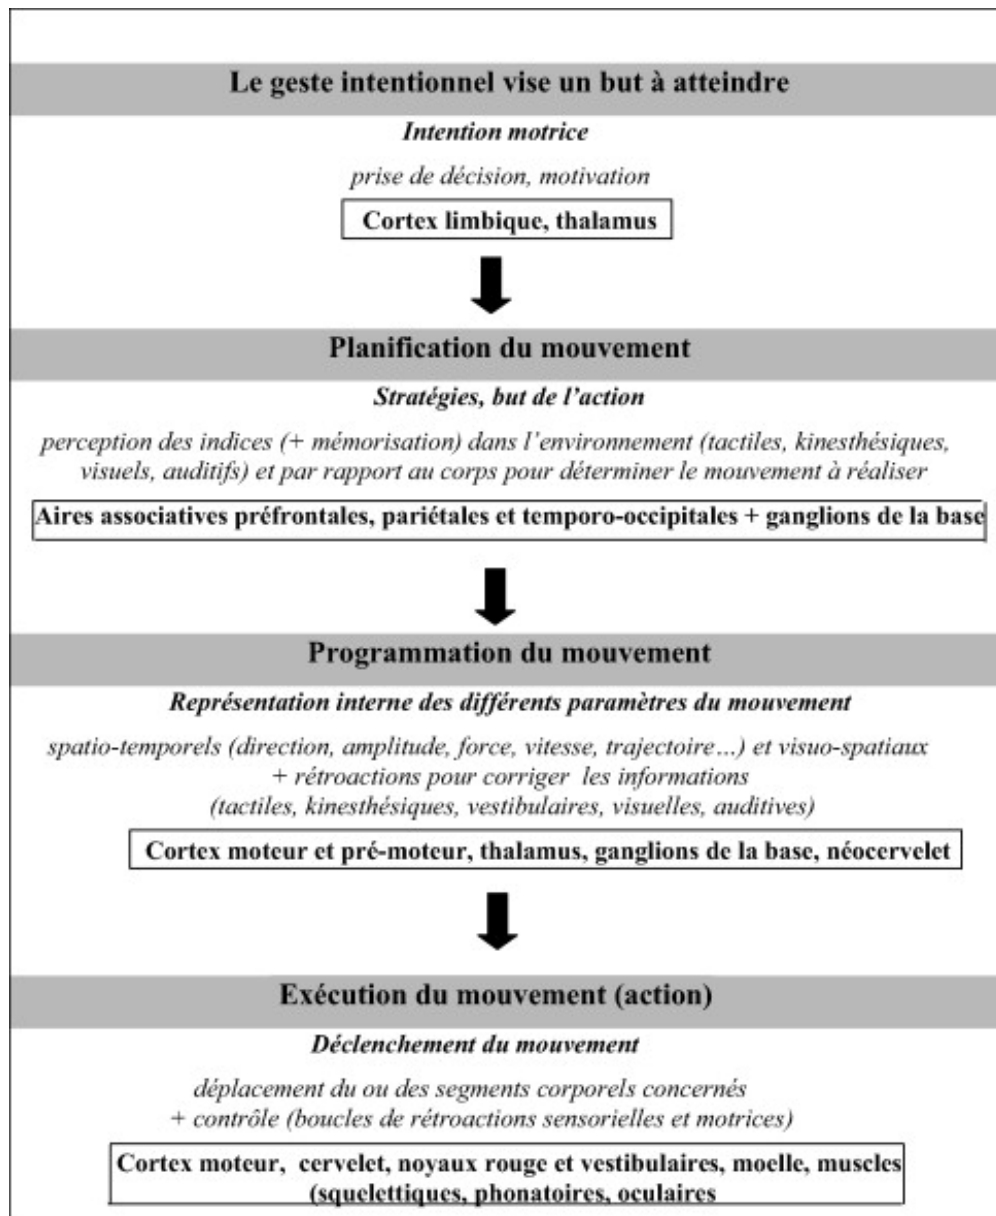 Le geste intentionnel vise un but à atteindre
Intention motrice
prise de décision, motivation
Cortex limbique, thalamus
Planification du mouvement
Stratégies, but de l’action
perception des indices (+ mémorisation) dans l’environnement (tactiles, kinesthésiques,
visuels, auditifs) et par rapport au corps pour déterminer le mouvement à réaliser
Aires associatives préfrontales, pariétales et temporo-occipitales + ganglions de la base
Programmation du mouvement
Représentation interne des différents paramètres du mouvement
spatio-temporels (direction, amplitude, force, vitesse, trajectoire…) et visuo-spatiaux
+ rétroactions pour corriger les informations
(tactiles, kinesthésiques, vestibulaires, visuelles, auditives)
Cortex moteur et pré-moteur, thalamus, ganglions de la base, néocervelet
Exécution du mouvement (action)
Déclenchement du mouvement
déplacement du ou des segments corporels concernés
+ contrôle (boucles de rétroactions sensorielles et motrices)
Cortex moteur, cervelet, noyaux rouge et vestibulaires, moelle, muscles
(squelettiques, phonatoires, oculaires